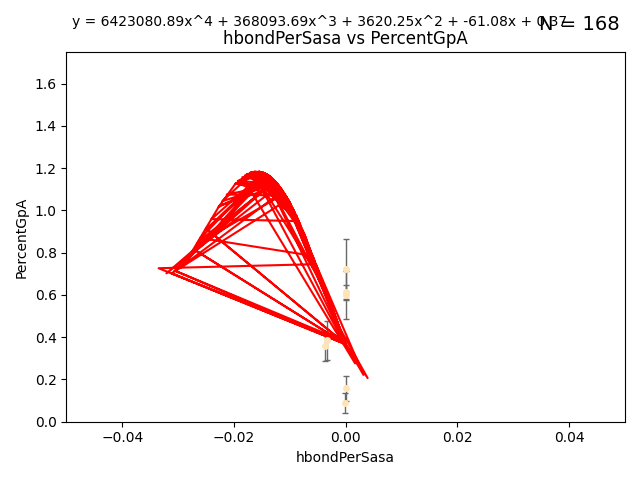 y = 6423080.89x^4 + 368093.69x^3 + 3620.25x^2 + -61.08x + 0.37
N = 168
hbondPerSasa vs PercentGpA
PercentGpA
1.6
1.4
1.2
1.0
0.8
0.6
0.4
0.2
0.0
−0.04 −0.02 0.00 0.02 0.04
hbondPerSasa